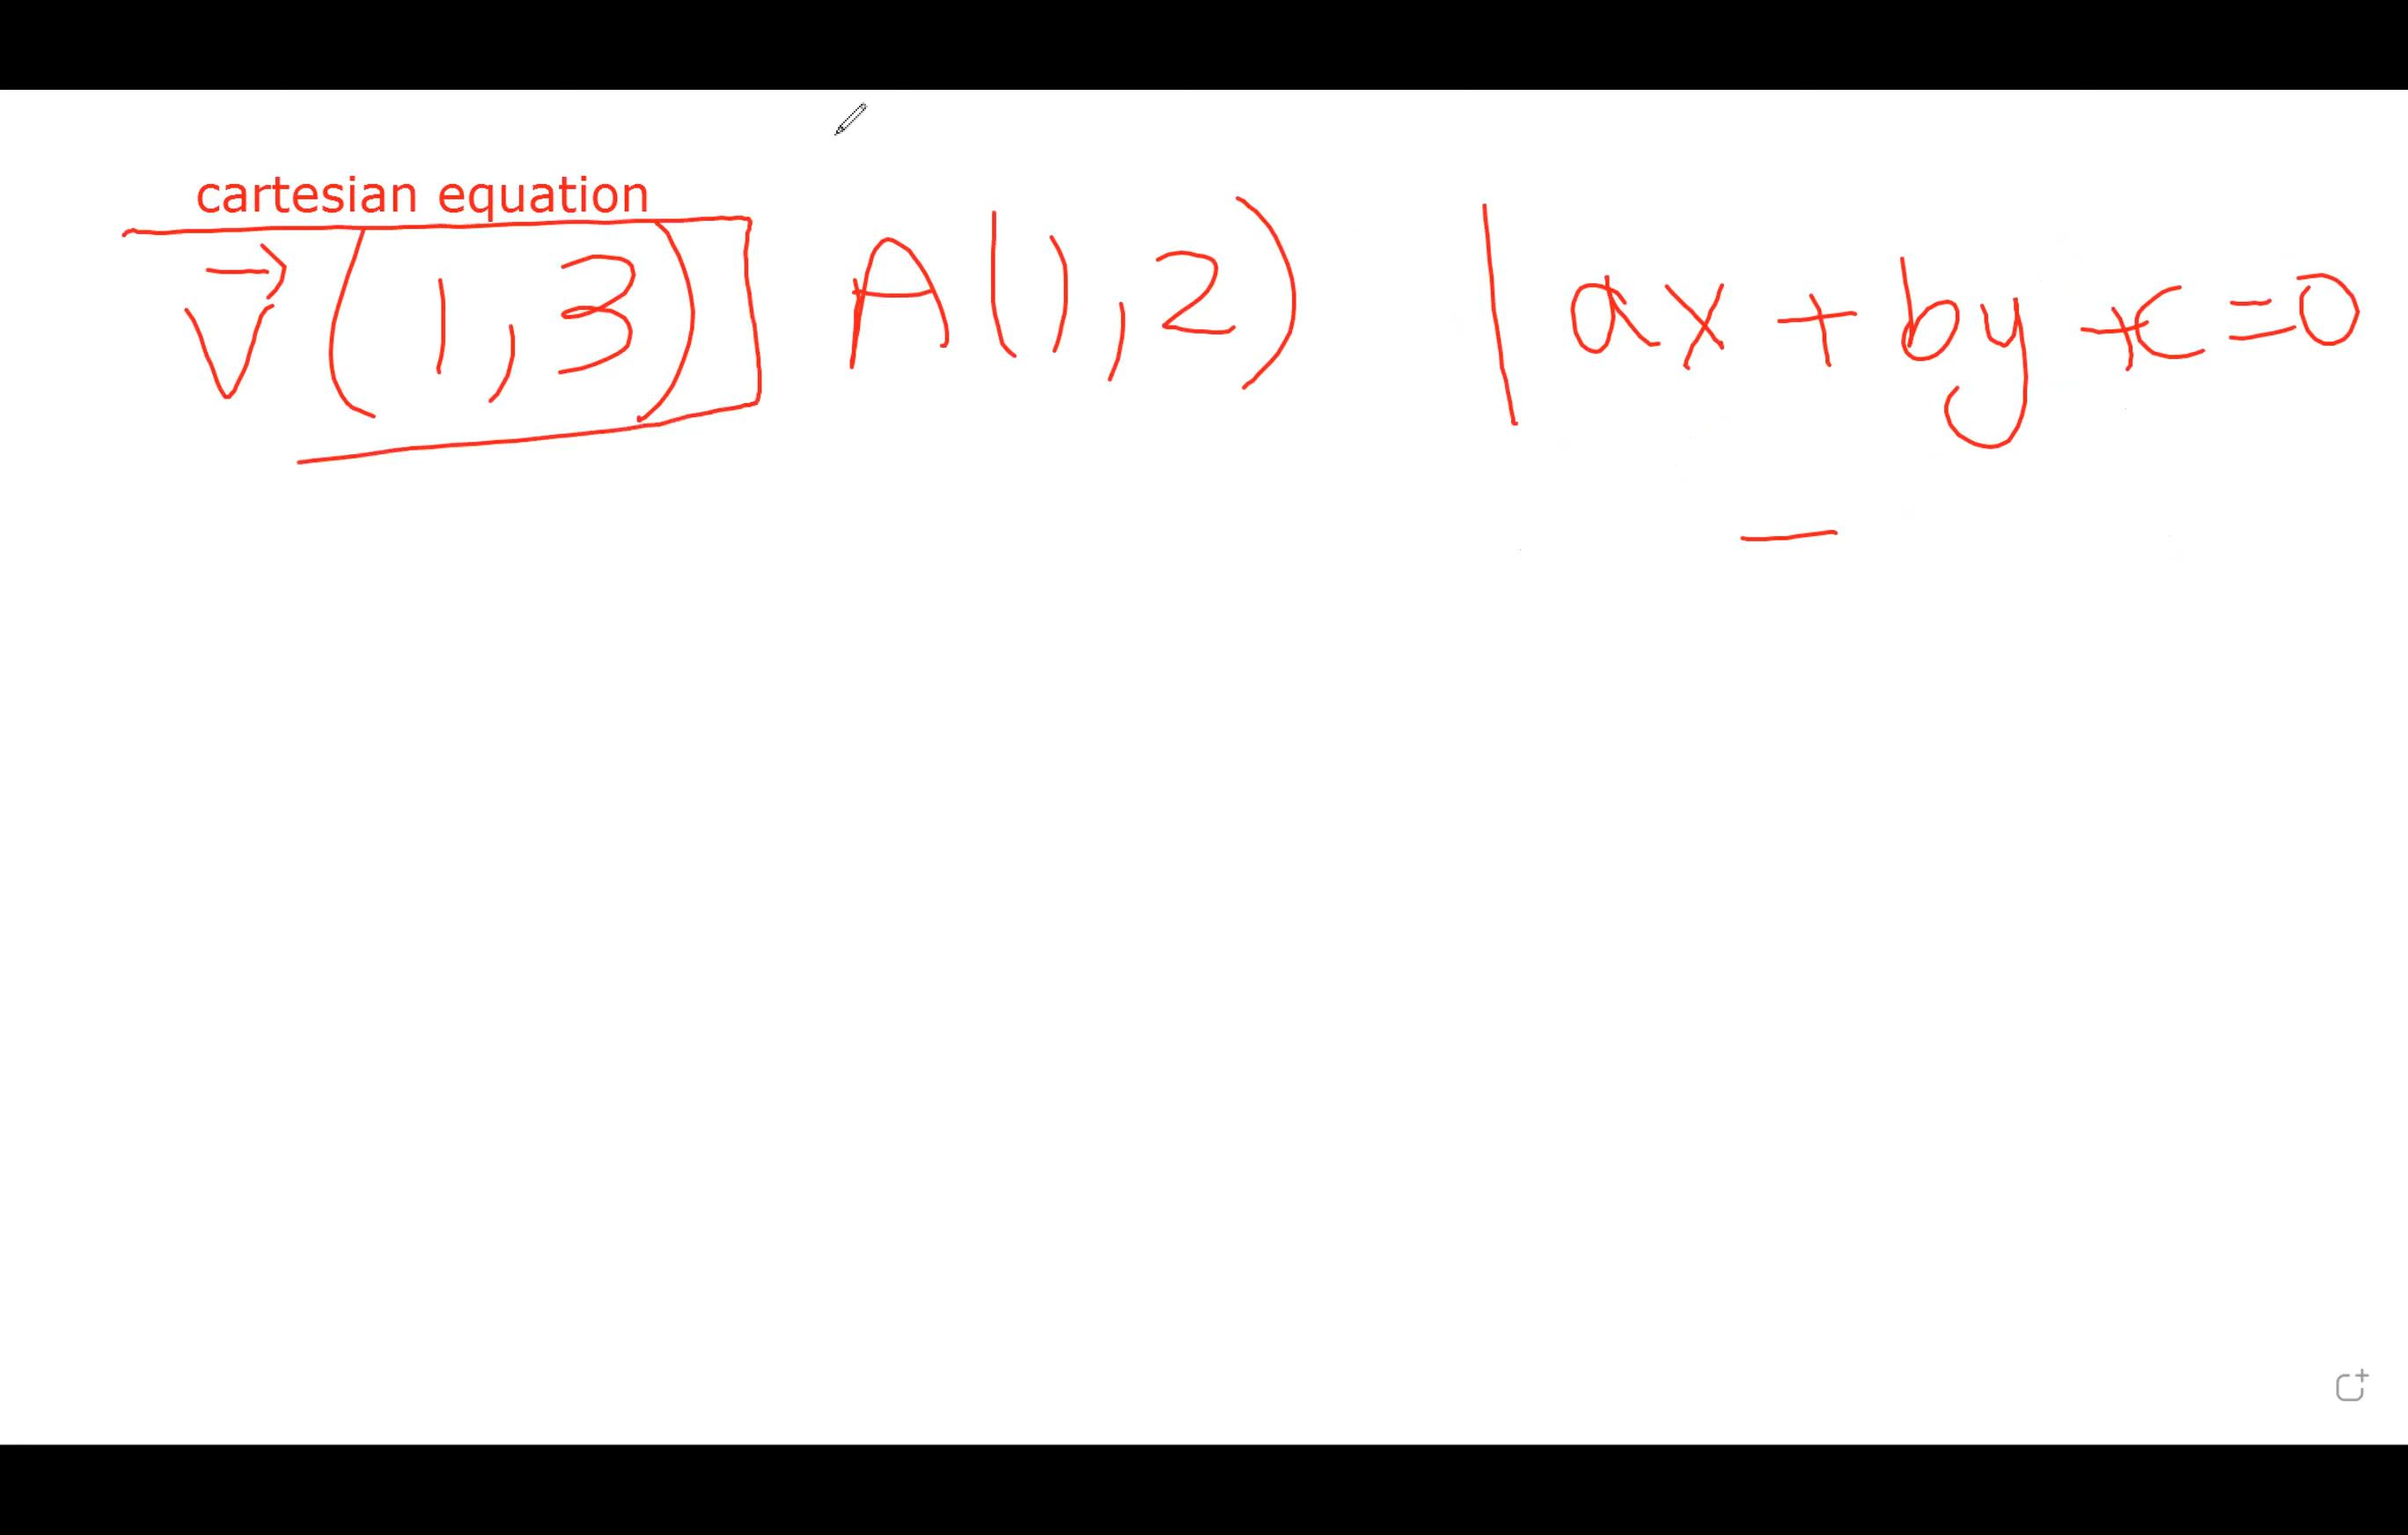 cartesian equation
v⃗(1,3) A(1,2) | ax + by + c = 0
—